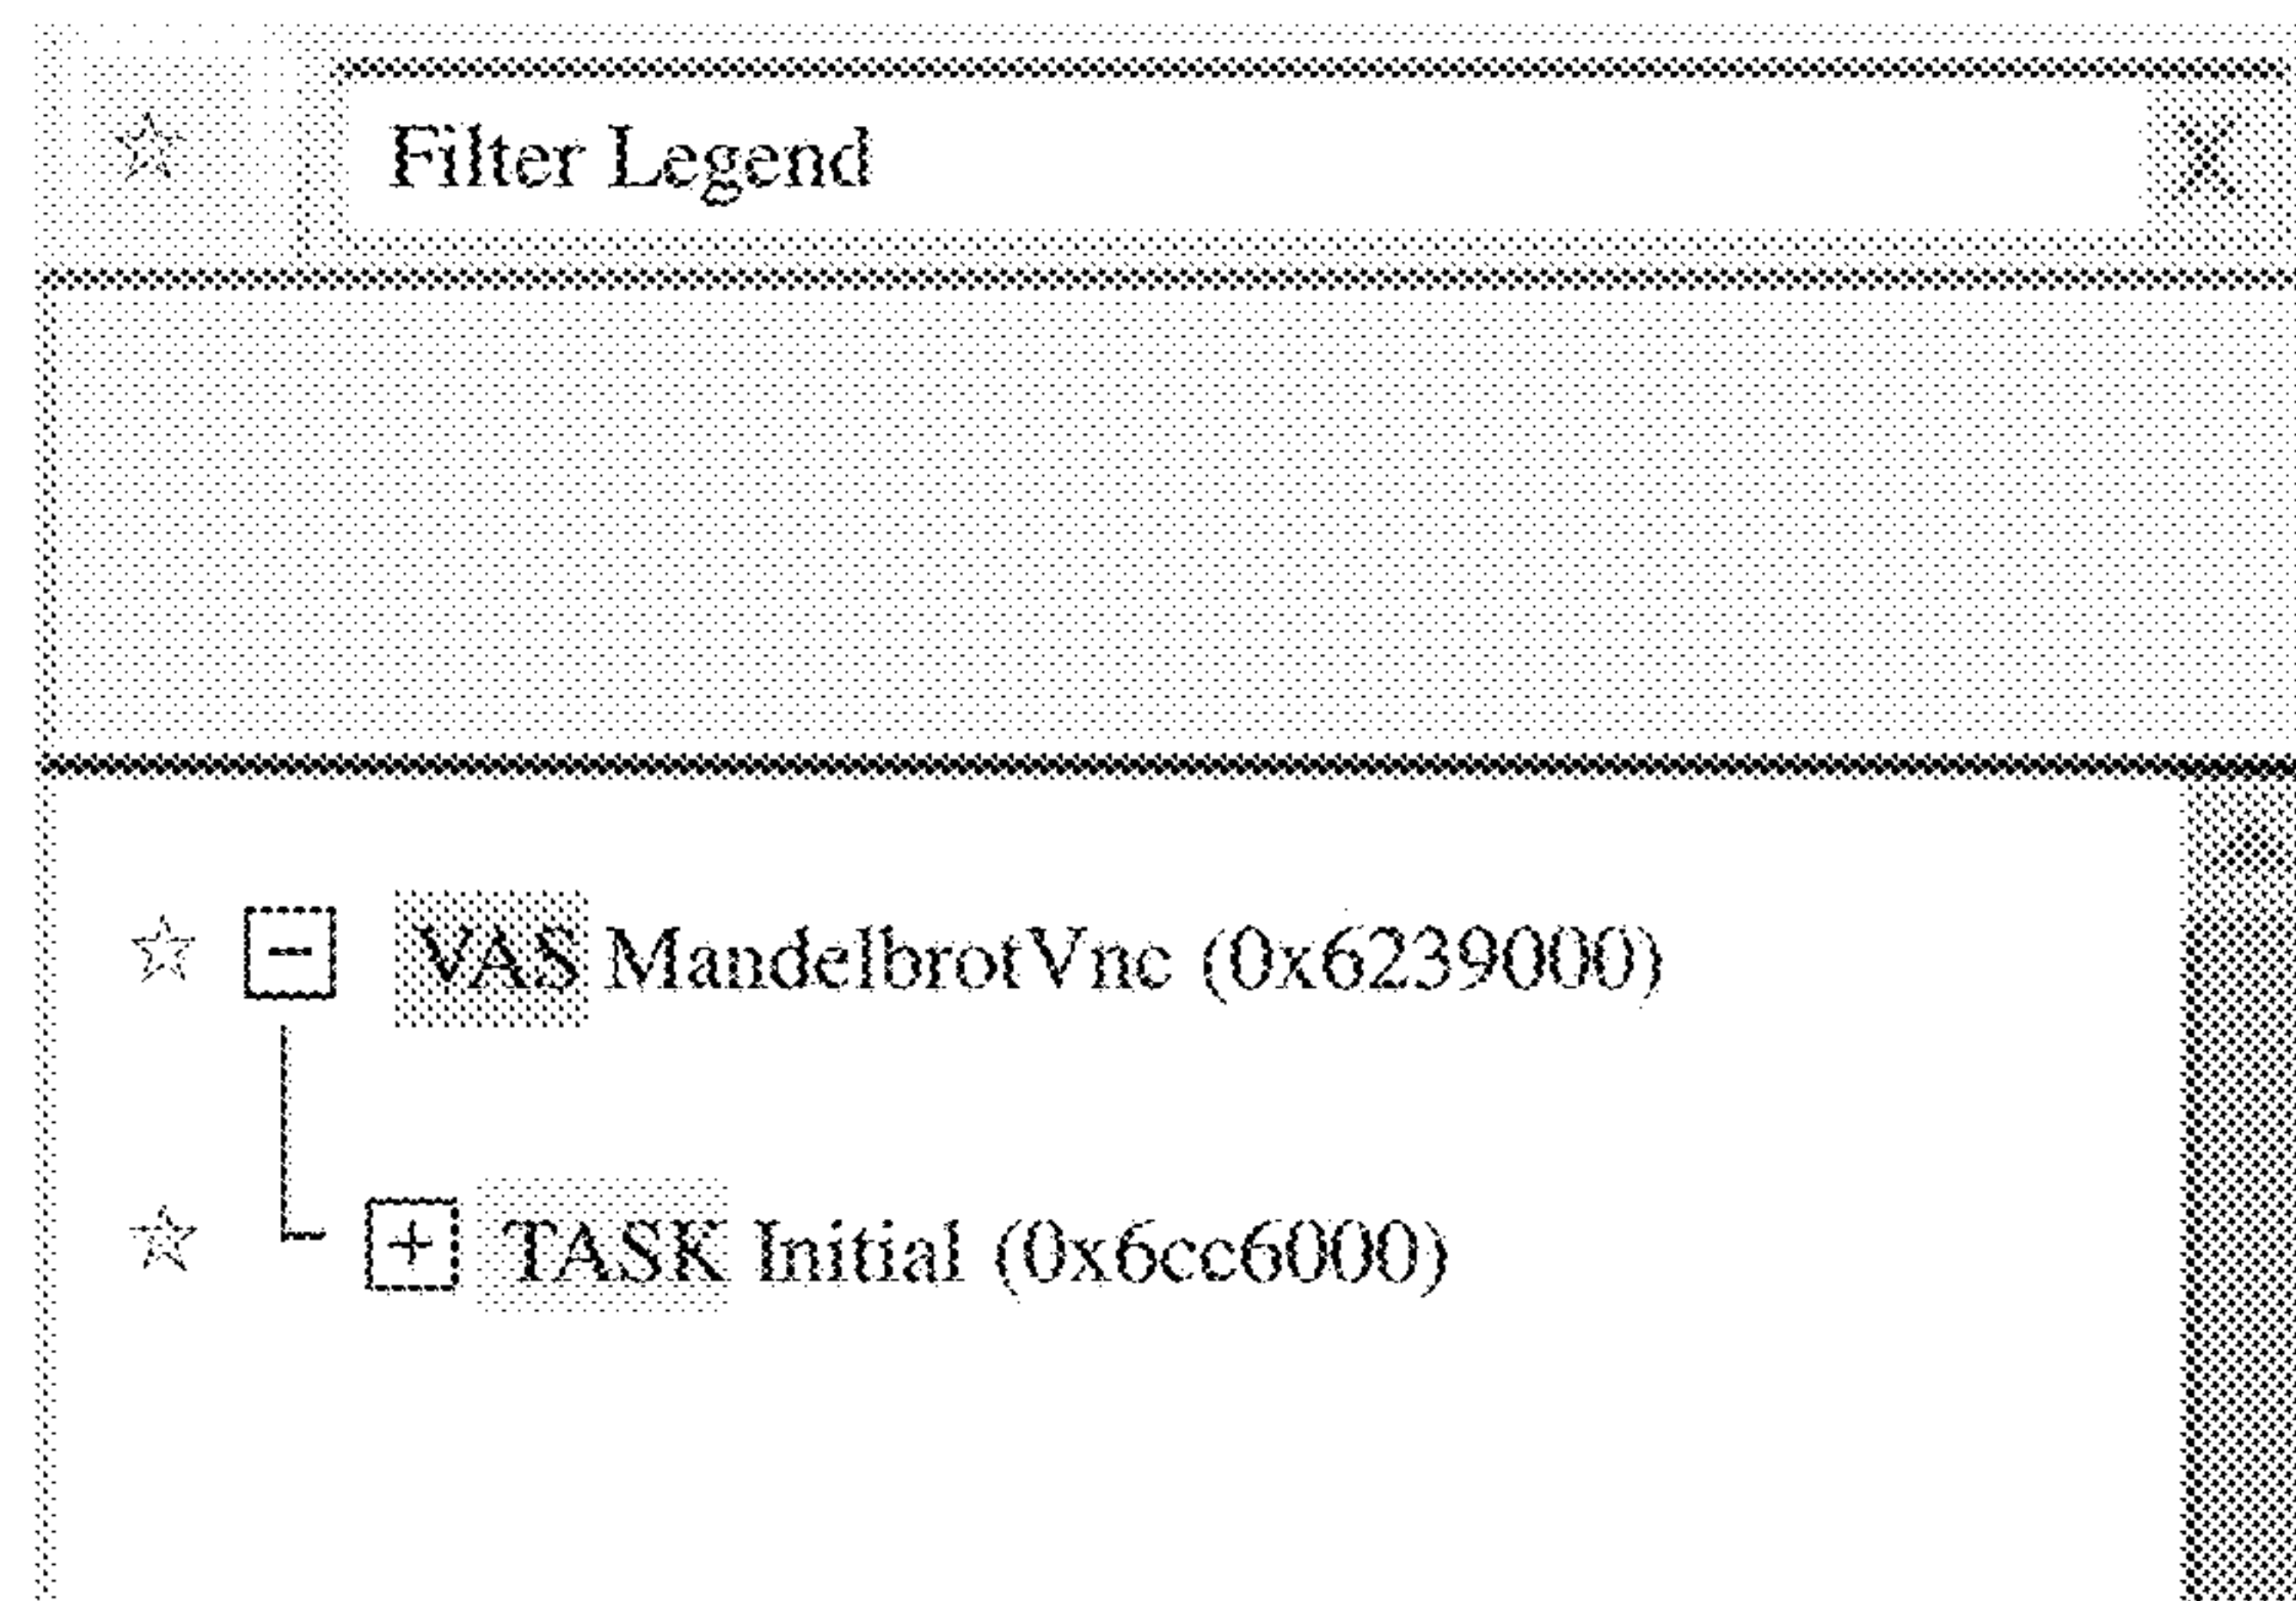 ☆ Filter Legend X
☆ − VAS MandelbrotVnc (0x6239000)
☆ + TASK Initial (0x6cc6000)